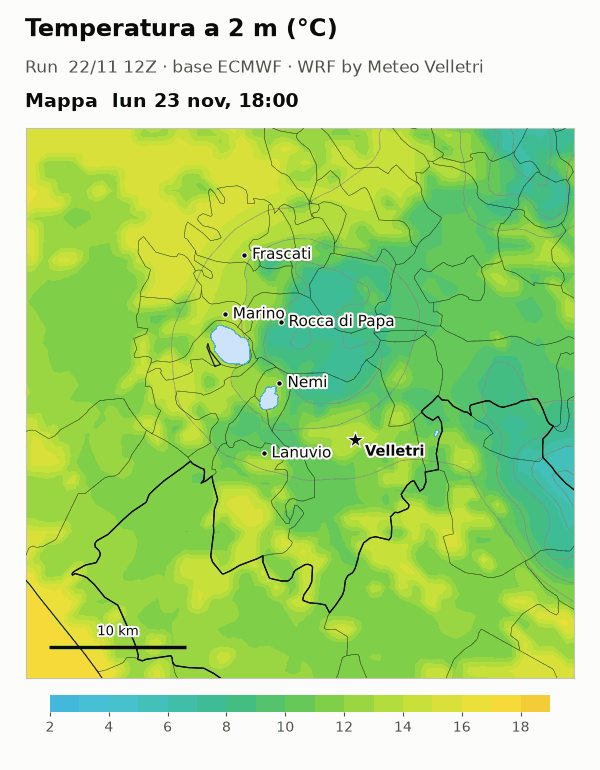 Temperatura a 2 m (°C)
Run  22/11 12Z · base ECMWF · WRF by Meteo Velletri
Mappa  lun 23 nov, 18:00
Frascati
Marino
Rocca di Papa
Nemi
Velletri
Lanuvio
10 km
2 4 6 8 10 12 14 16 18